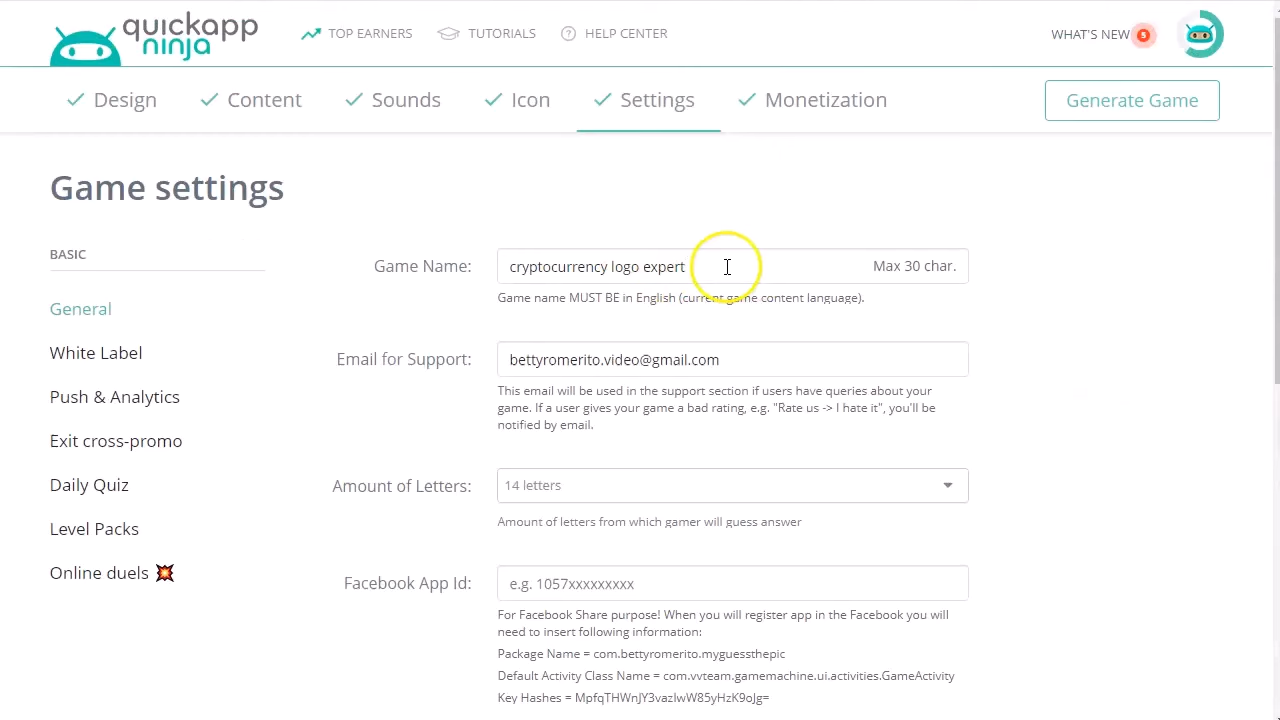 quickapp
ninja
TOP EARNERS
TUTORIALS
HELP CENTER
WHAT'S NEW 5
Design
Content
Sounds
Icon
Settings
Monetization
Generate Game
Game settings
BASIC
General
White Label
Push & Analytics
Exit cross-promo
Daily Quiz
Level Packs
Online duels
Game Name:
cryptocurrency logo expert
Max 30 char.
Game name MUST BE in English (current game content language).
Email for Support:
bettyromerito.video@gmail.com
This email will be used in the support section if users have queries about your
game. If a user gives your game a bad rating, e.g. "Rate us -> I hate it", you'll be
notified by email.
Amount of Letters:
14 letters
Amount of letters from which gamer will guess answer
Facebook App Id:
e.g. 1057xxxxxxxxx
For Facebook Share purpose! When you will register app in the Facebook you will
need to insert following information:
Package Name = com.bettyromerito.myguessthepic
Default Activity Class Name = com.vvteam.gamemachine.ui.activities.GameActivity
Key Hashes = MpfqTHWnJY3vazIwW85yHzK9oJg=